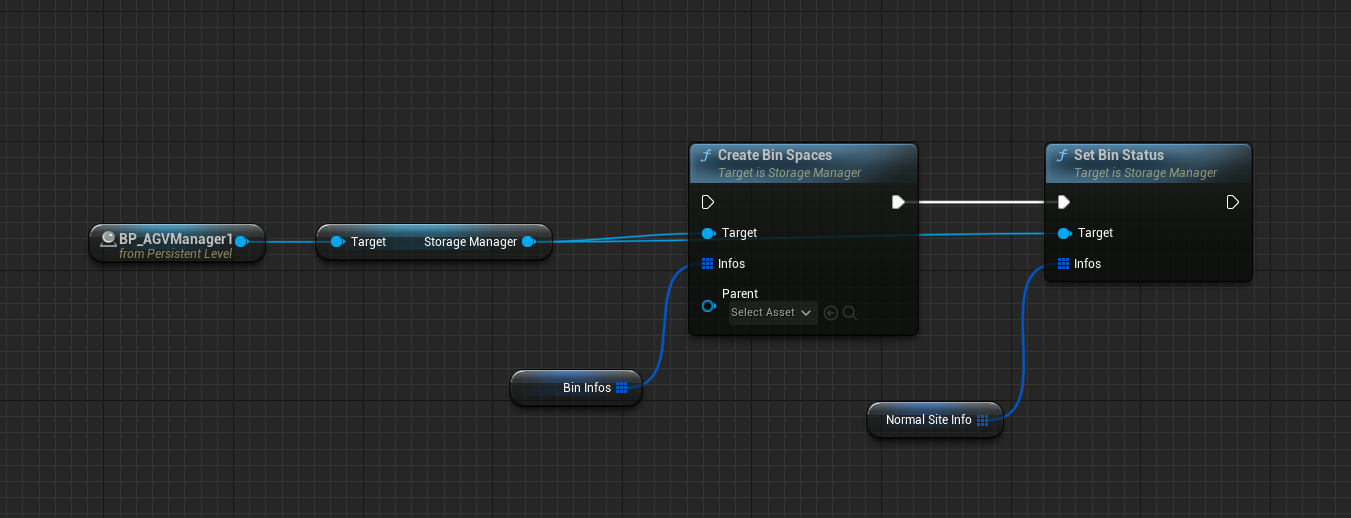 BP_AGVManager1
from Persistent Level
Target
Storage Manager
Create Bin Spaces
Target is Storage Manager
Target
Infos
Parent
Select Asset
Bin Infos
Set Bin Status
Target is Storage Manager
Target
Infos
Normal Site Info